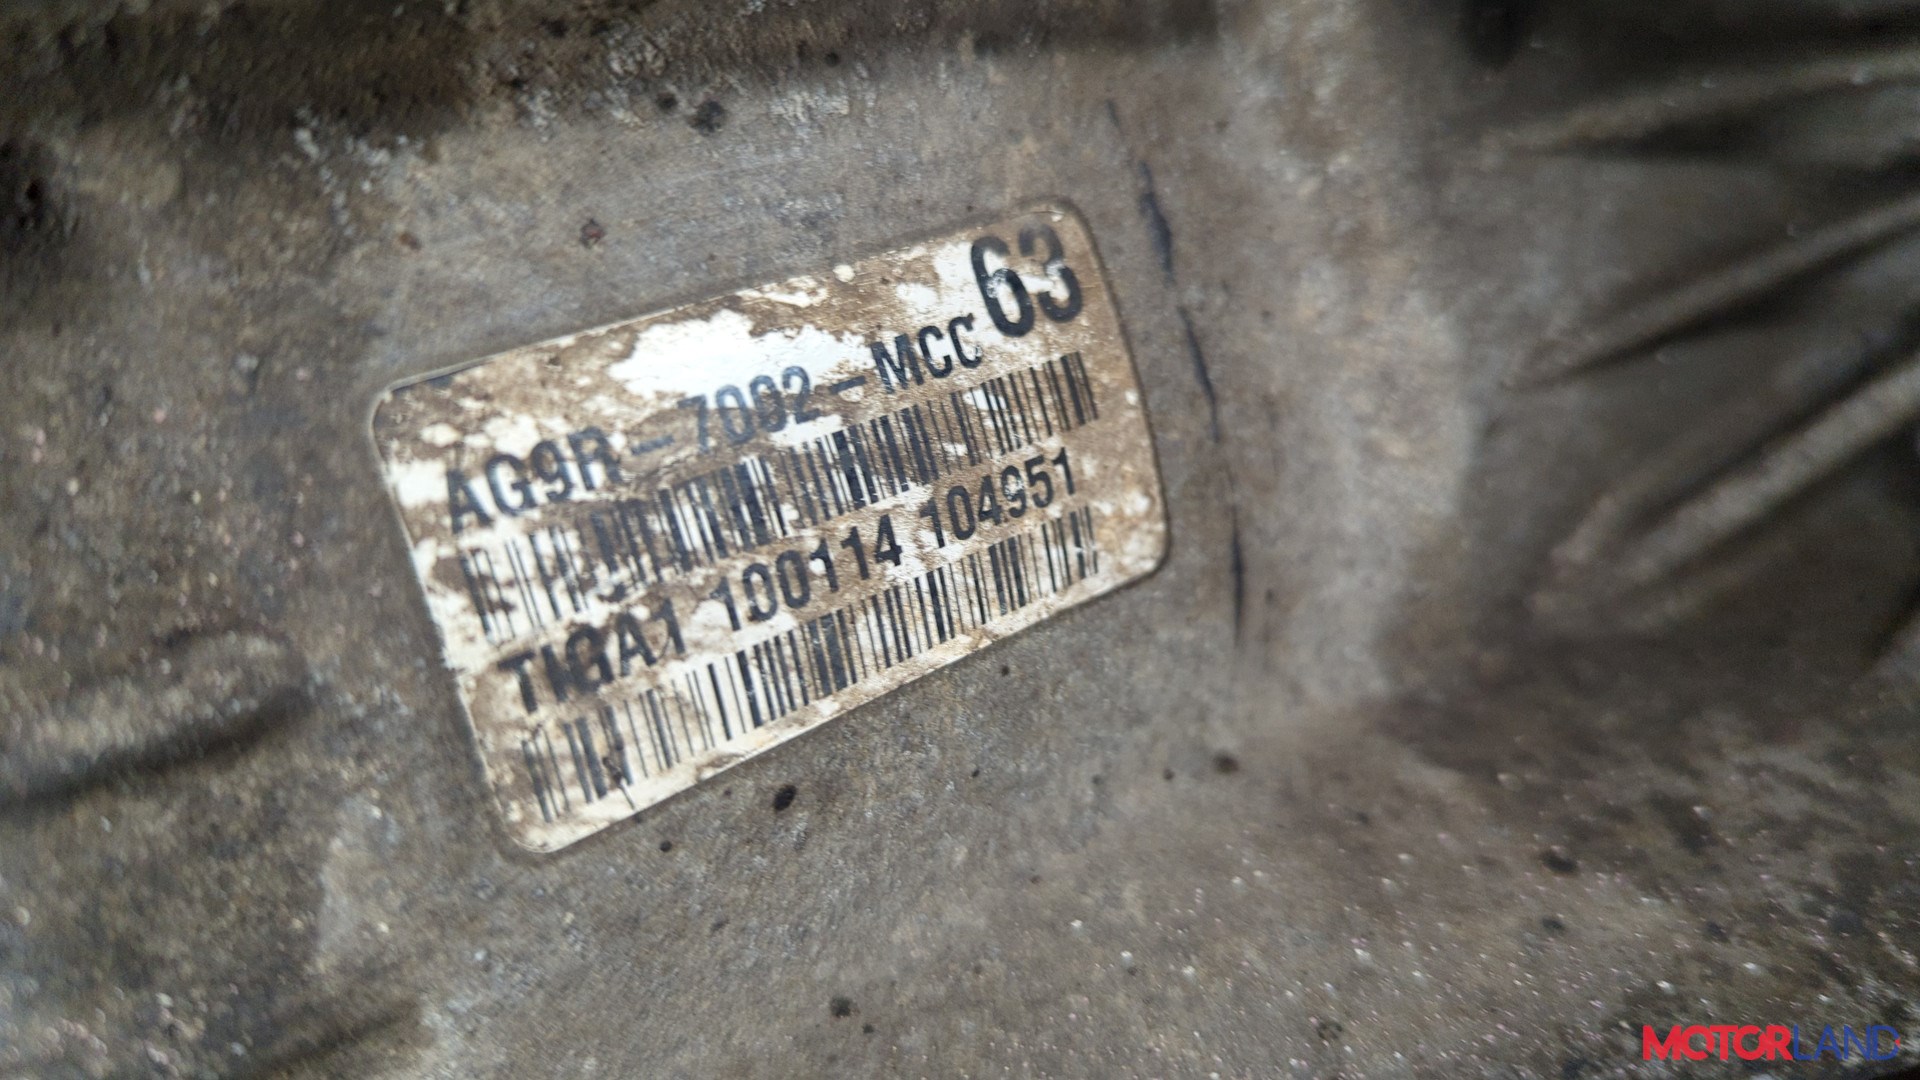 63
AG9R-7002-MCC
TIGA1 100114 104951
MOTORLAND